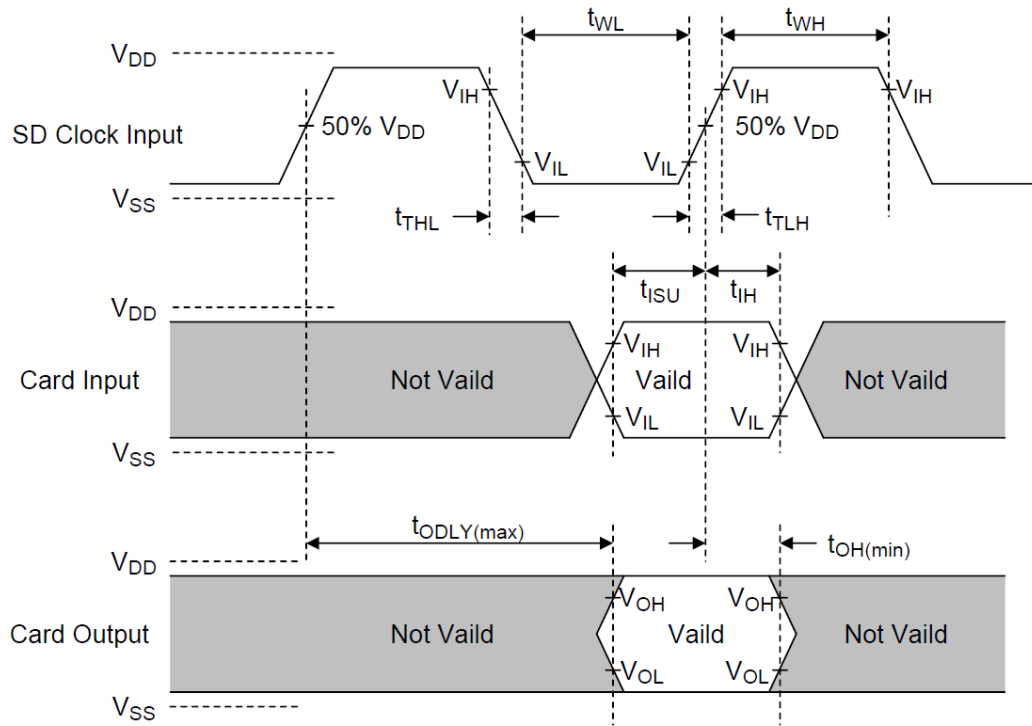 tWL tWH
VDD
VIH VIH VIH
SD Clock Input 50% VDD 50% VDD
VIL VIL
VSS
tTHL tTLH
tISU tIH
VDD
VIH VIH
Card Input Not Vaild Vaild Not Vaild
VIL VIL
VSS
tODLY(max) tOH(min)
VDD
VOH VOH
Card Output Not Vaild Vaild Not Vaild
VOL VOL
VSS